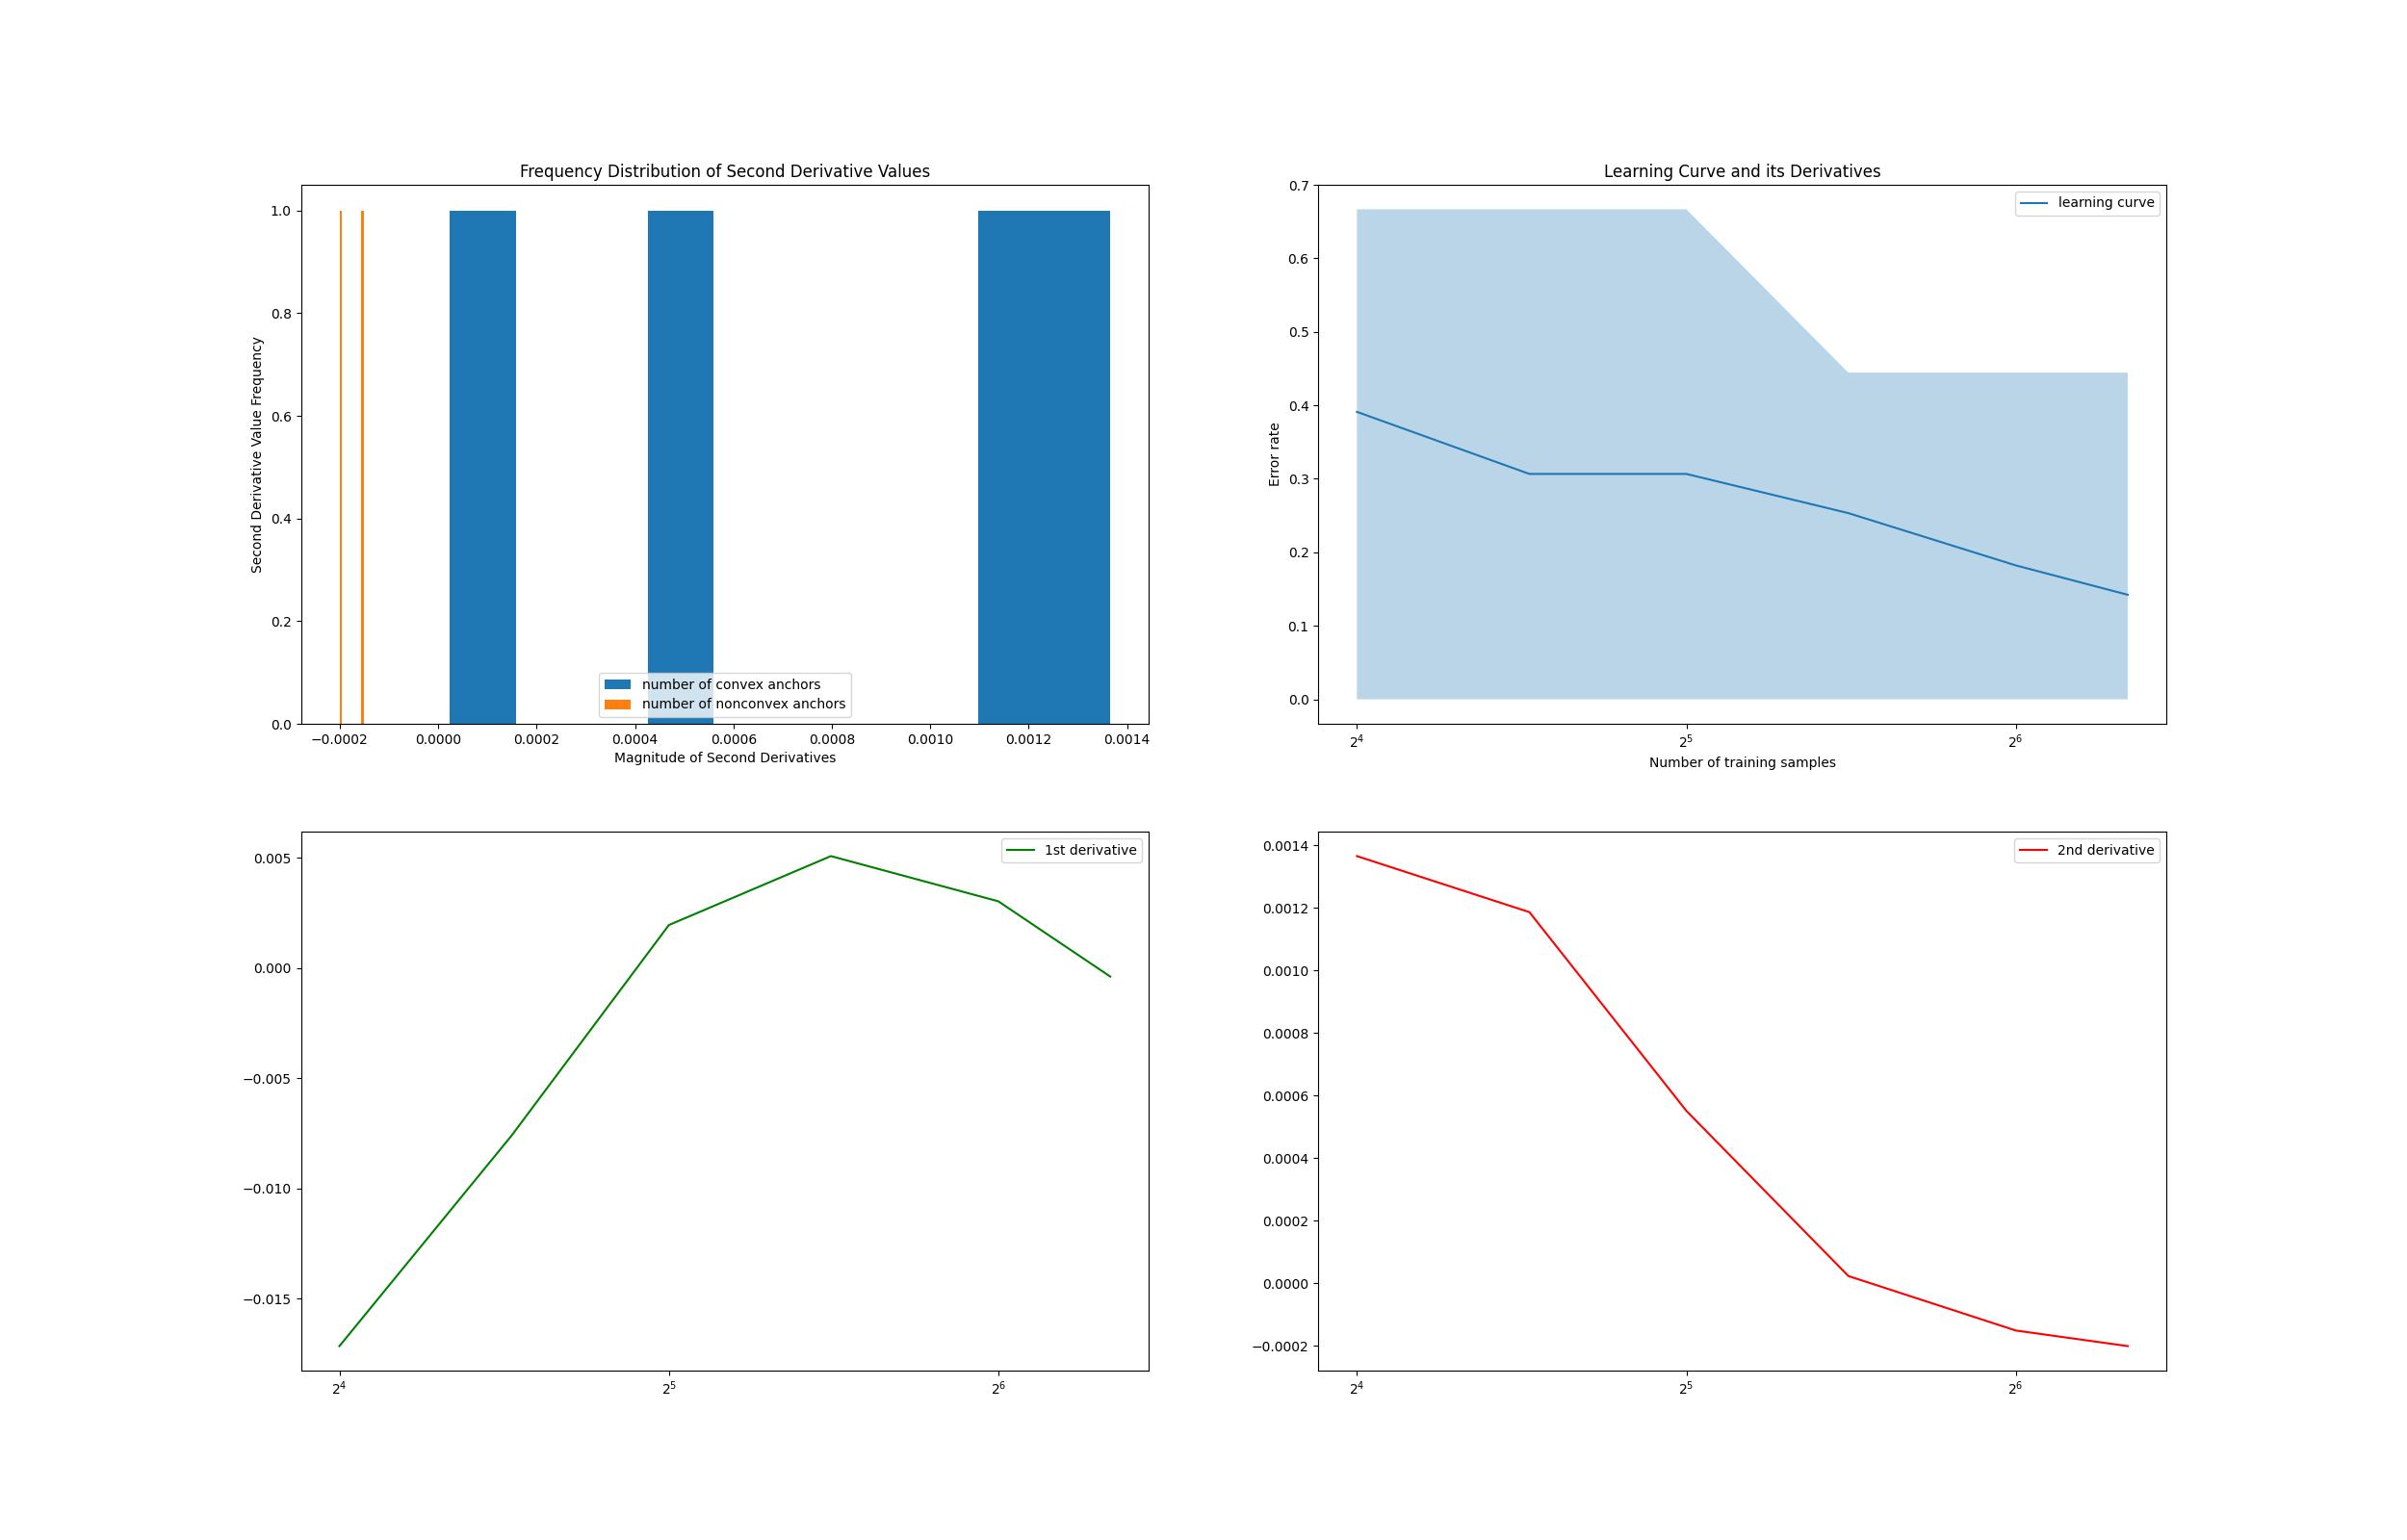 Frequency Distribution of Second Derivative Values
1.0
0.8
0.6
0.4
0.2
0.0
Second Derivative Value Frequency
number of convex anchors
number of nonconvex anchors
−0.0002 0.0000 0.0002 0.0004 0.0006 0.0008 0.0010 0.0012 0.0014
Magnitude of Second Derivatives
Learning Curve and its Derivatives
learning curve
0.7
0.6
0.5
0.4
0.3
0.2
0.1
0.0
Error rate
2⁴ 2⁵ 2⁶
Number of training samples
1st derivative
0.005
0.000
−0.005
−0.010
−0.015
2⁴ 2⁵ 2⁶
2nd derivative
0.0014
0.0012
0.0010
0.0008
0.0006
0.0004
0.0002
0.0000
−0.0002
2⁴ 2⁵ 2⁶